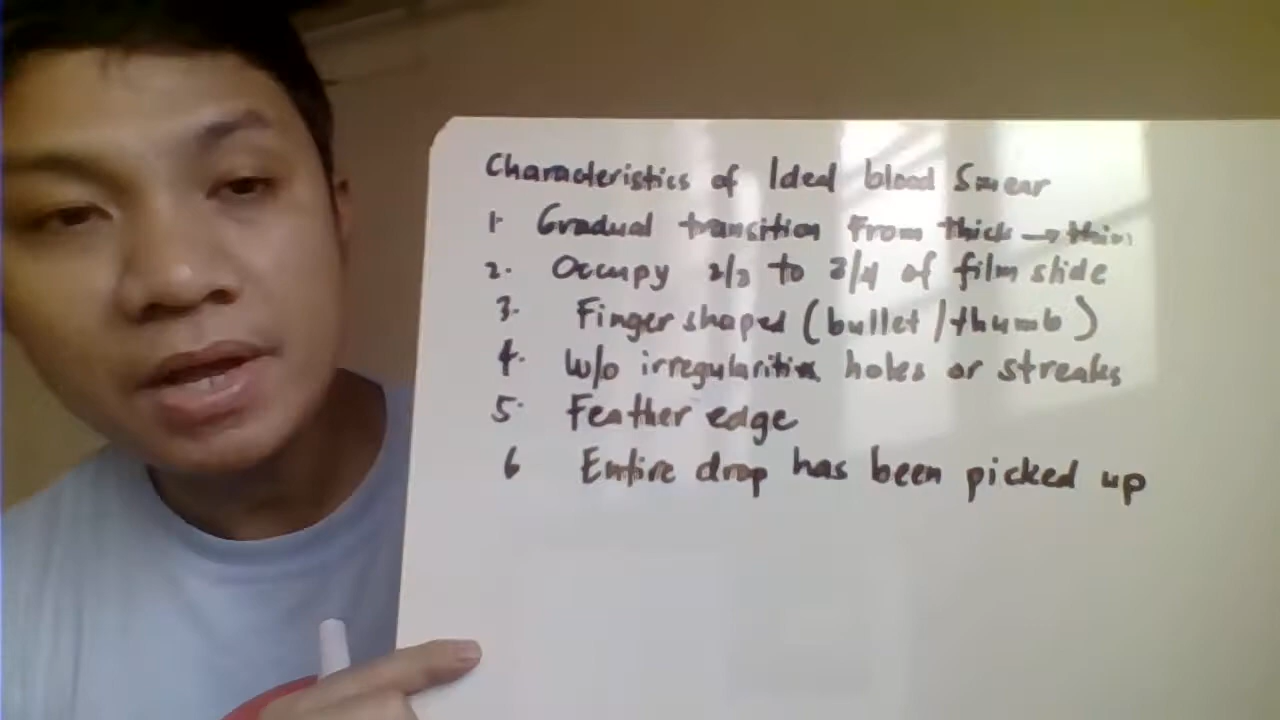 Characteristics of Ideal blood Smear
1. Gradual transition from thick → thin
2. Occupy 2/3 to 3/4 of film slide
3. Finger shaped (bullet/thumb)
4. w/o irregularities, holes or streaks
5. Feather edge
6 Entire drop has been picked up